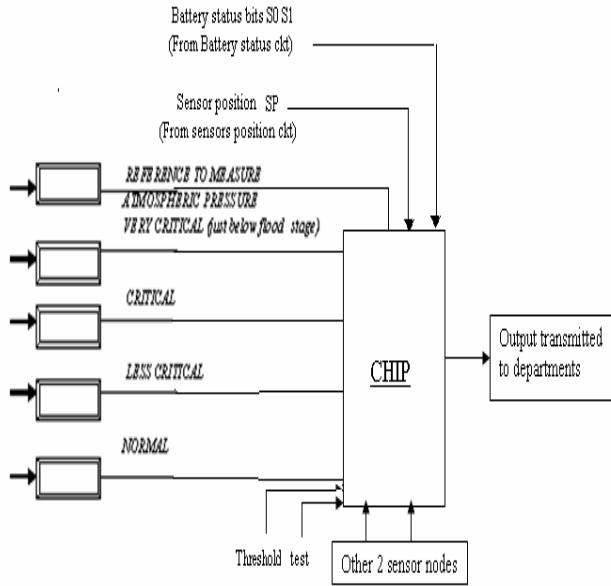 Battery status bits S0 S1
(From Battery status ckt)
Sensor position SP
(From sensors position ckt)
REFERENCE TO MEASURE
ATMOSPHERIC PRESSURE
VERY CRITICAL (just below flood stage)
CRITICAL
LESS CRITICAL
NORMAL
CHIP
Output transmitted
to departments
Threshold test
Other 2 sensor nodes